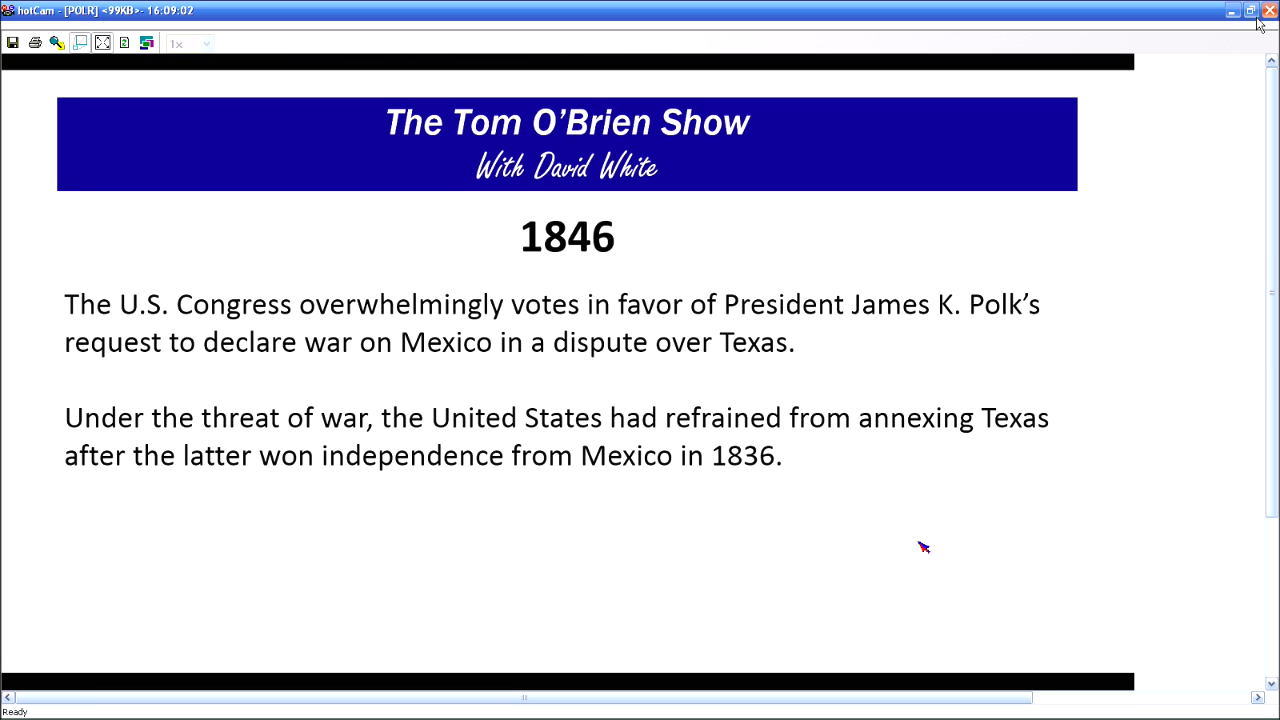 hotCam - [POLR] <99KB>- 16:09:02
1x
The Tom O'Brien Show
With David White
1846
The U.S. Congress overwhelmingly votes in favor of President James K. Polk's
request to declare war on Mexico in a dispute over Texas.
Under the threat of war, the United States had refrained from annexing Texas
after the latter won independence from Mexico in 1836.
Ready